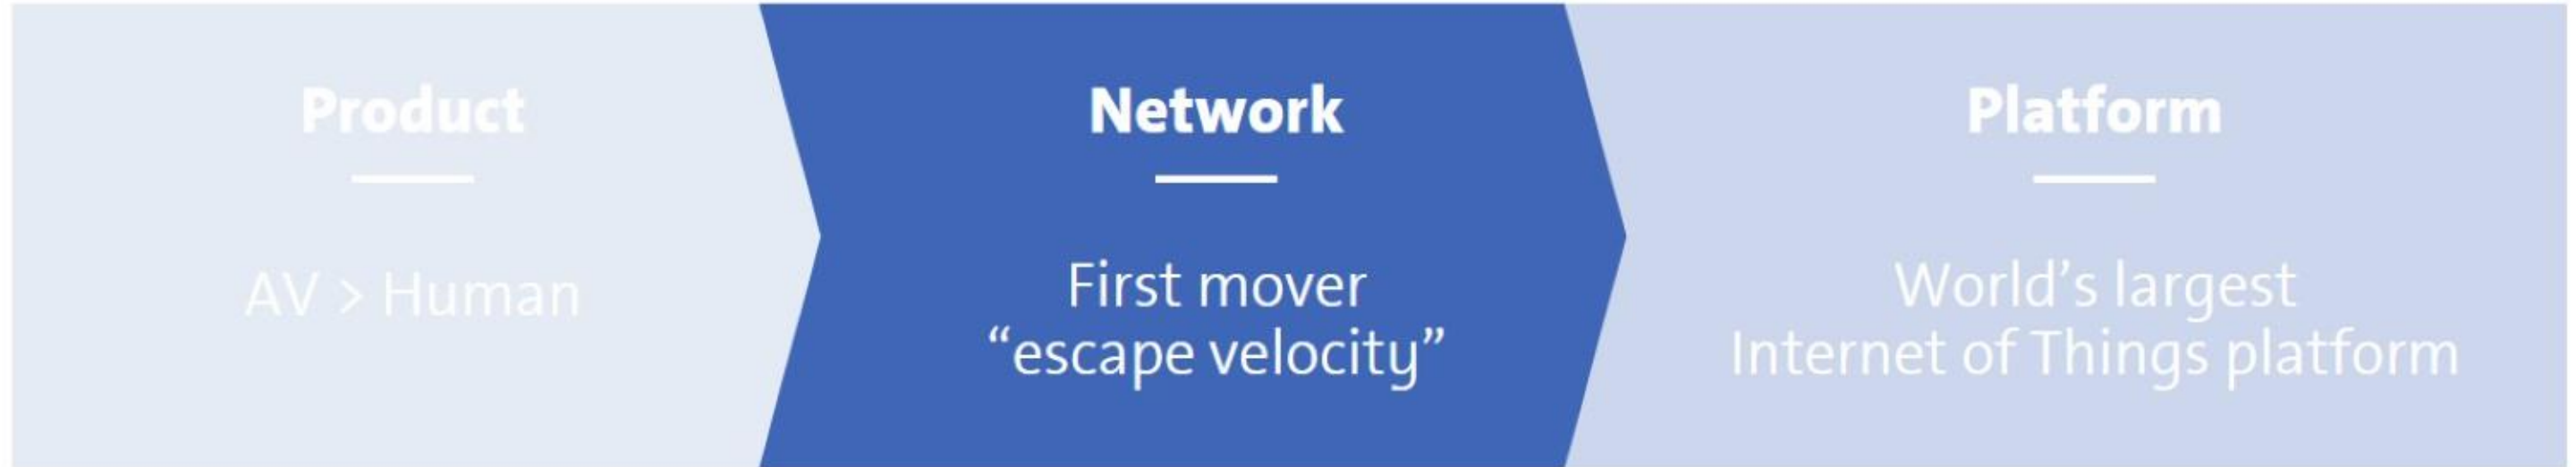 Product
AV > Human
Network
First mover
“escape velocity”
Platform
World’s largest
Internet of Things platform